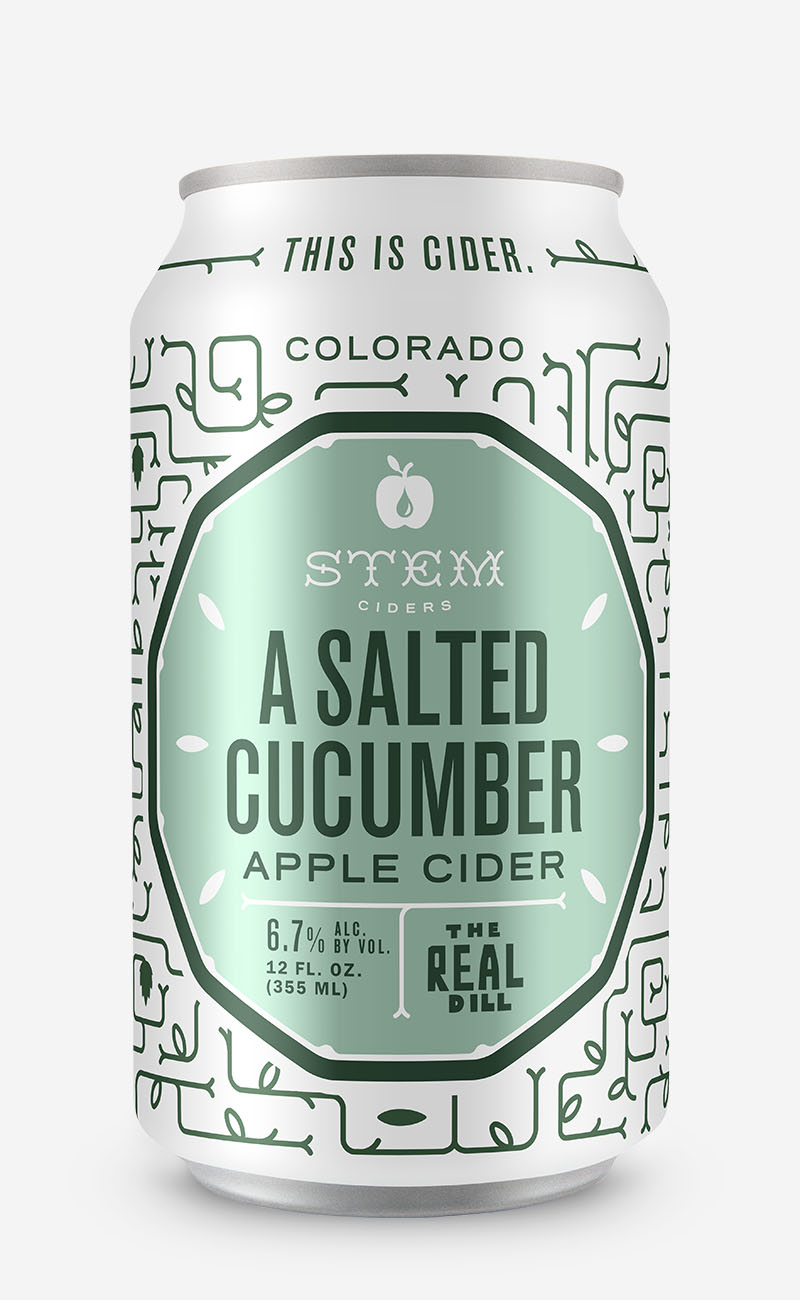 THIS IS CIDER.
COLORADO
STEM
CIDERS
A SALTED
CUCUMBER
APPLE CIDER
6.7% ALC.
BY VOL.
12 FL. OZ.
(355 ML)
THE
REAL
DILL